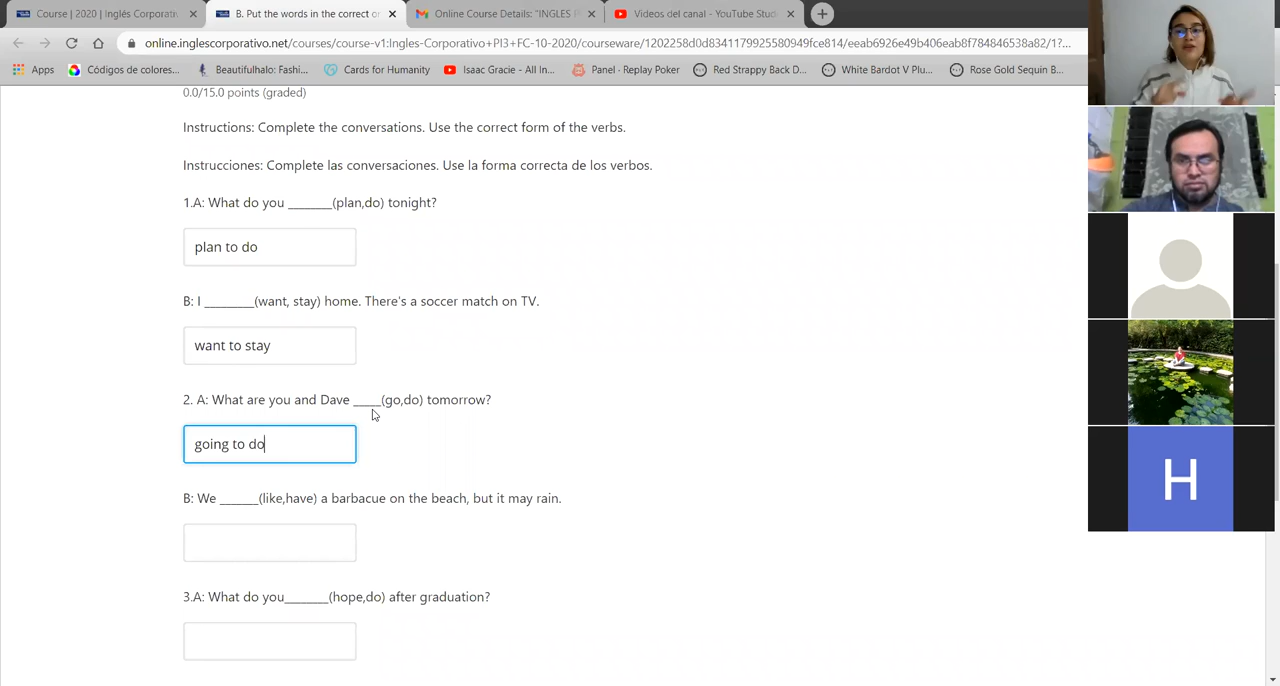 Course | 2020 | Inglés Corporativ
B. Put the words in the correct or
Online Course Details: "INGLES P
Videos del canal - YouTube Stud
online.inglescorporativo.net/courses/course-v1:Ingles-Corporativo+PI3+FC-10-2020/courseware/1202258d0d8341179925580949fce814/eeab6926e49b406eab8f784846538a82/1?...
Apps
Códigos de colores...
Beautifulhalo: Fashi...
Cards for Humanity
Isaac Gracie - All In...
Panel · Replay Poker
Red Strappy Back D...
White Bardot V Plu...
Rose Gold Sequin B...
0.0/15.0 points (graded)
Instructions: Complete the conversations. Use the correct form of the verbs.
Instrucciones: Complete las conversaciones. Use la forma correcta de los verbos.
1.A: What do you _______(plan,do) tonight?
plan to do
B: I ________(want, stay) home. There's a soccer match on TV.
want to stay
2. A: What are you and Dave _____(go,do) tomorrow?
going to do
B: We ______(like,have) a barbacue on the beach, but it may rain.
3.A: What do you_______(hope,do) after graduation?
H